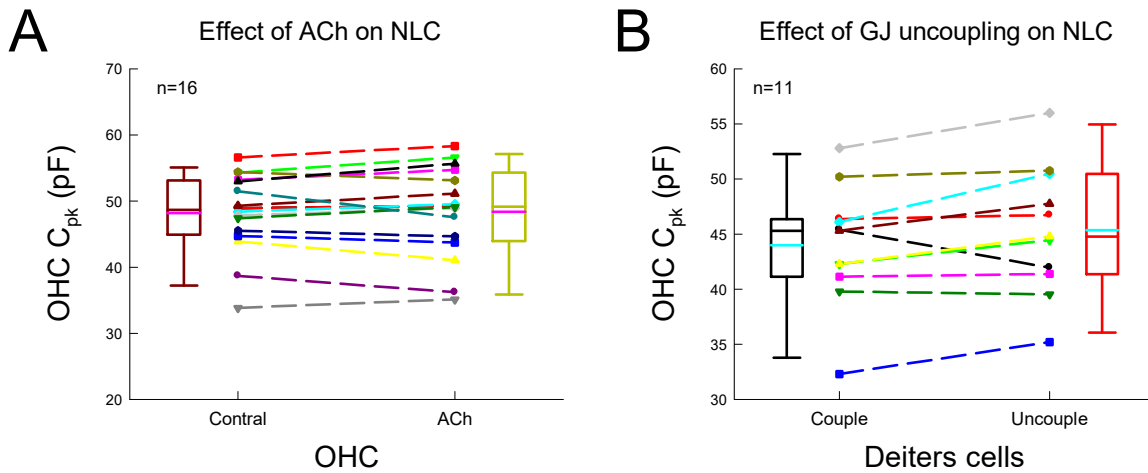 A
Effect of ACh on NLC
n=16
OHC Cpk (pF)
70
60
50
40
30
20
Contral
ACh
OHC
B
Effect of GJ uncoupling on NLC
n=11
OHC Cpk (pF)
60
55
50
45
40
35
30
Couple
Uncouple
Deiters cells